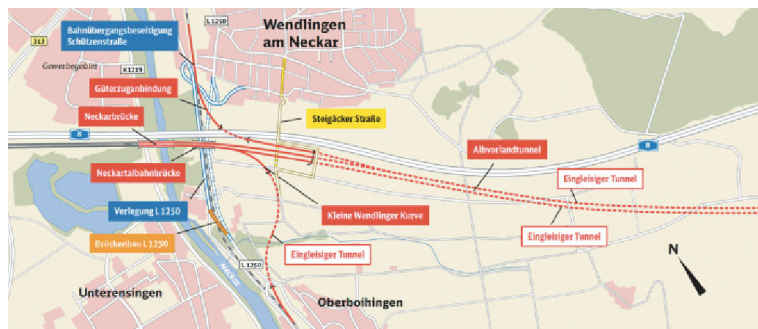 L 1250
Bahnübergangsbeseitigung
Schützenstraße
Wendlingen
am Neckar
313
Gewerbegebiet
K1219
Güterzuganbindung
Neckarbrücke
Steigäcker Straße
8
Albvorlandtunnel
8
Neckartalbahnbrücke
Eingleisiger Tunnel
Verlegung L 1250
Kleine Wendlinger Kurve
Eingleisiger Tunnel
Brückenbau L 1250
Eingleisiger Tunnel
L 1250
Neckar
N
Unterensingen
Oberboihingen